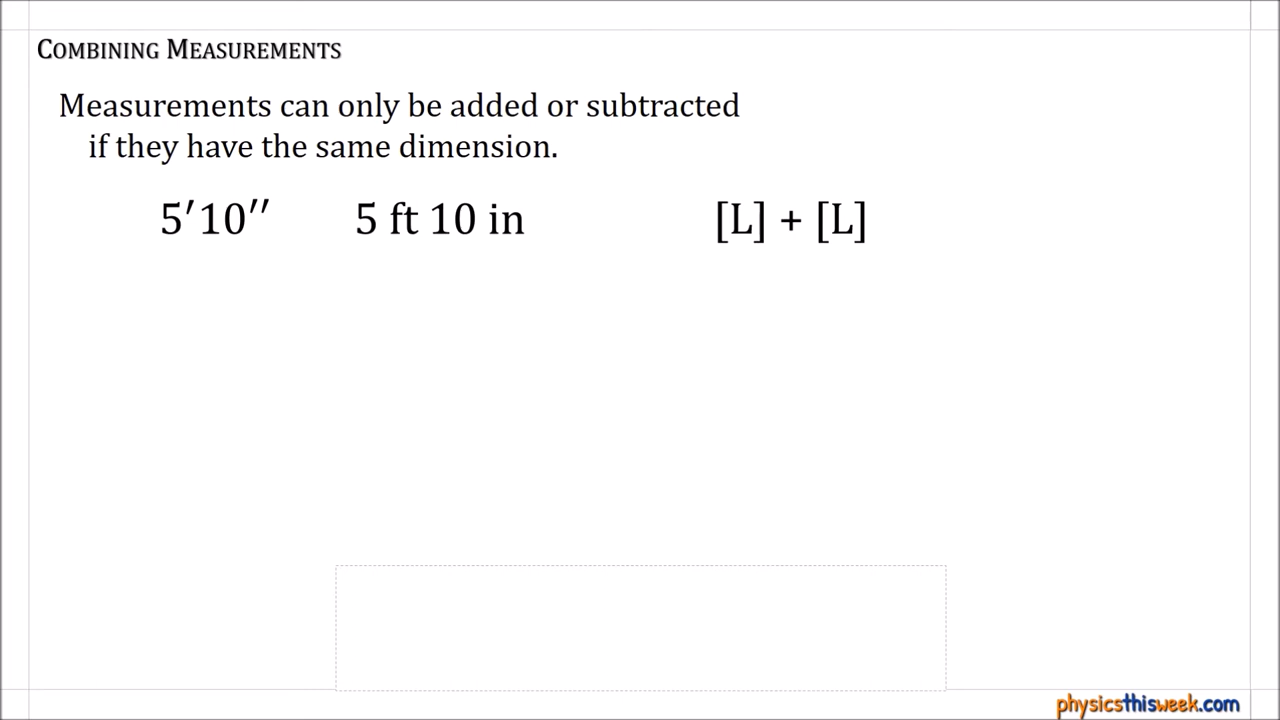 COMBINING MEASUREMENTS
Measurements can only be added or subtracted
if they have the same dimension.
5′10′′ 5 ft 10 in [L] + [L]
physicsthisweek.com